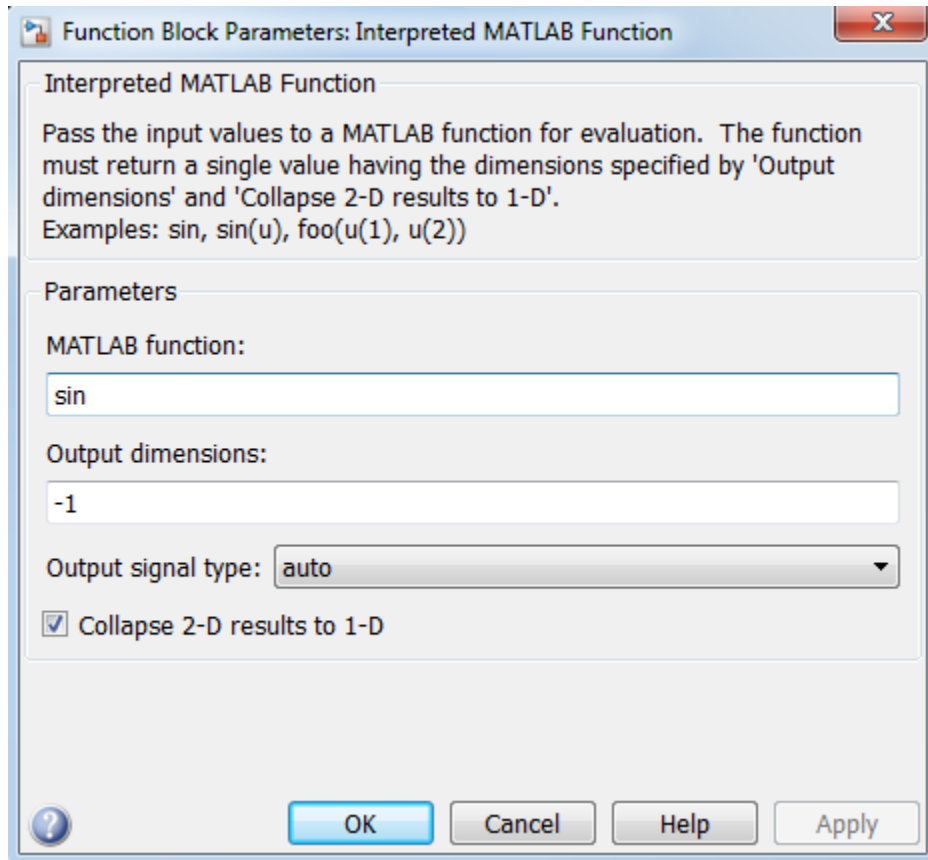 Function Block Parameters: Interpreted MATLAB Function
Interpreted MATLAB Function
Pass the input values to a MATLAB function for evaluation. The function
must return a single value having the dimensions specified by 'Output
dimensions' and 'Collapse 2-D results to 1-D'.
Examples: sin, sin(u), foo(u(1), u(2))
Parameters
MATLAB function:
sin
Output dimensions:
-1
Output signal type: auto
Collapse 2-D results to 1-D
? OK Cancel Help Apply